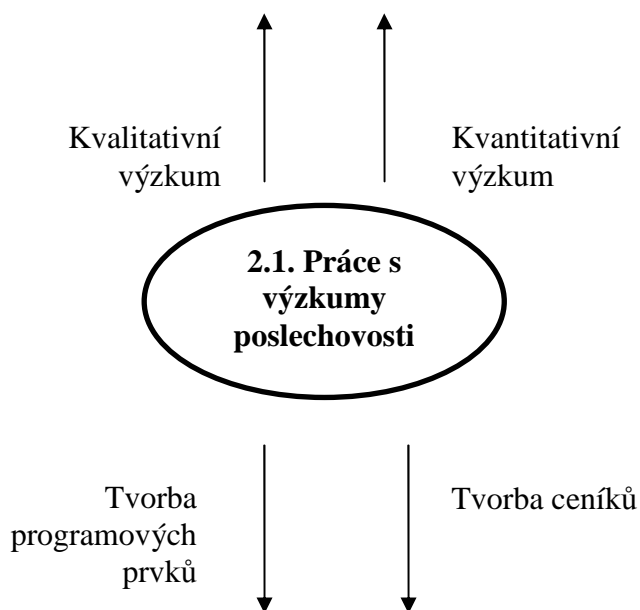 Kvalitativní
výzkum
Kvantitativní
výzkum
2.1. Práce s
výzkumy
poslechovosti
Tvorba
programových
prvků
Tvorba ceníků